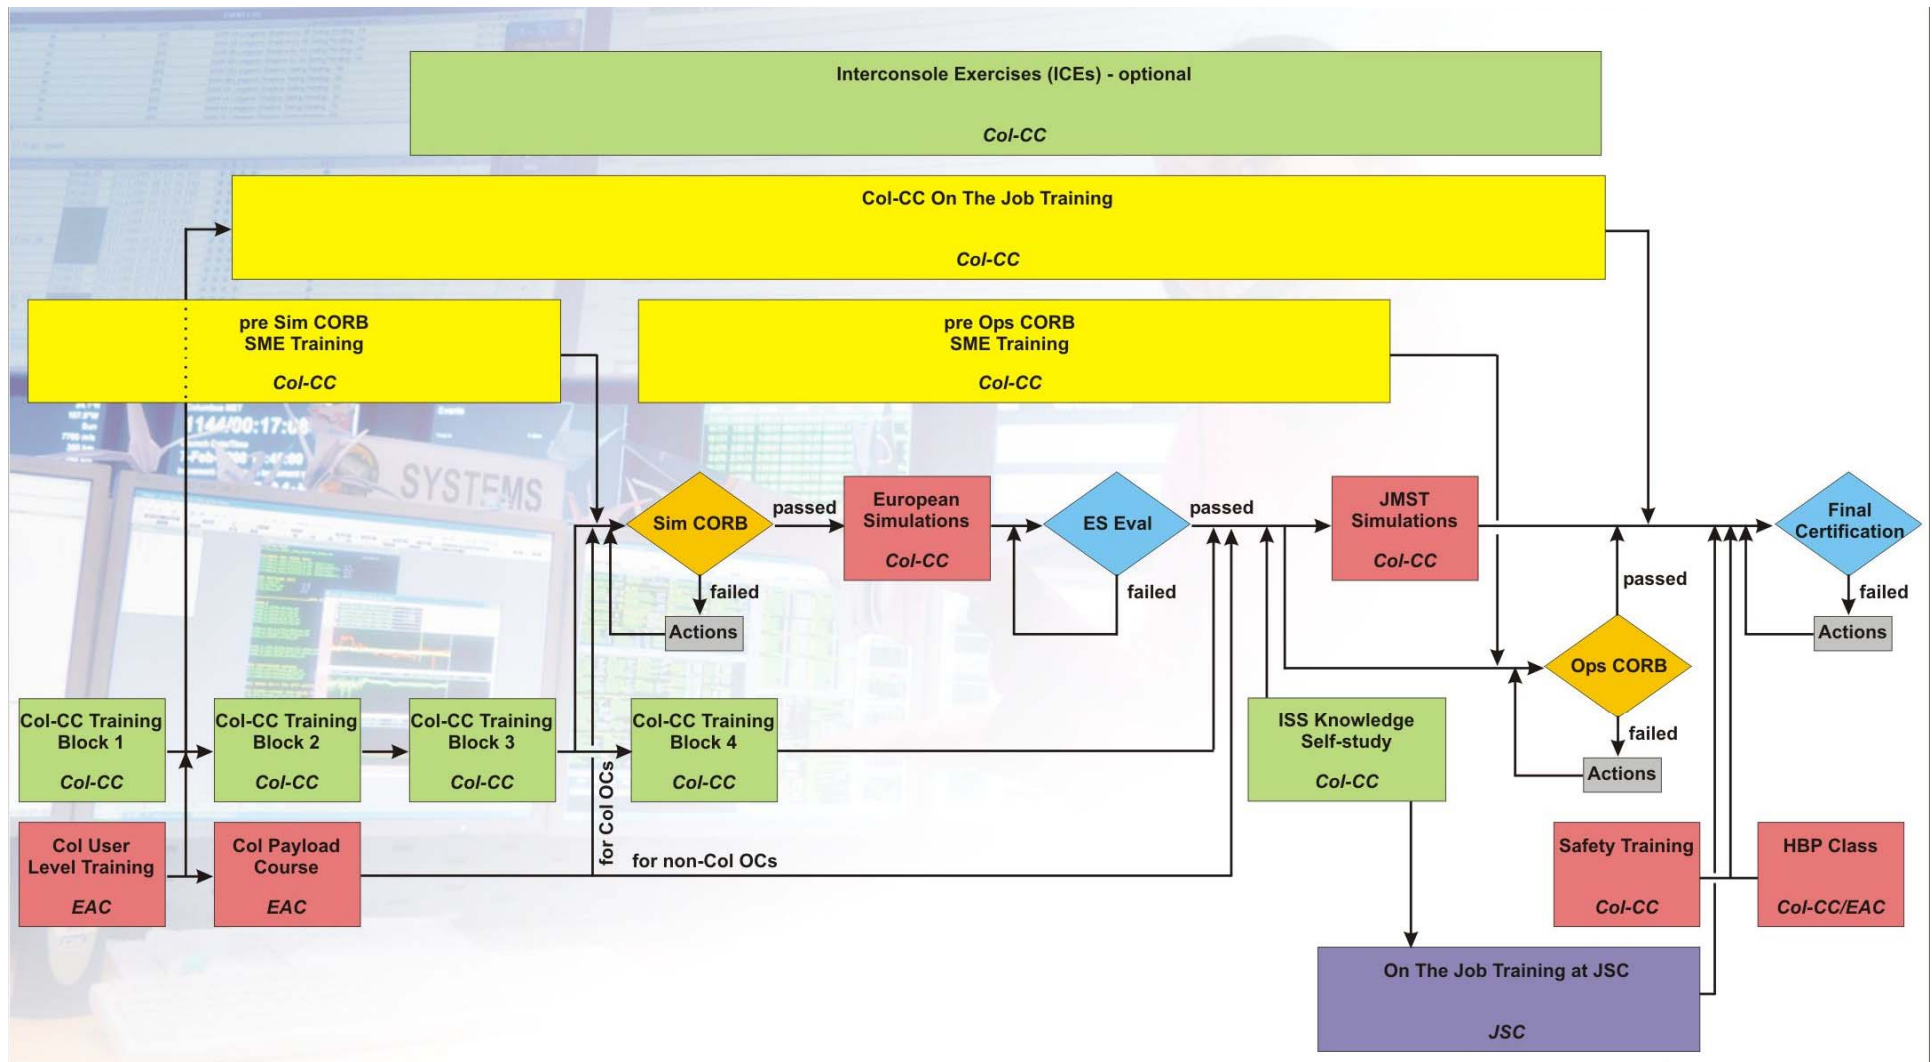 Interconsole Exercises (ICEs) - optional
Col-CC
Col-CC On The Job Training
Col-CC
pre Sim CORB
SME Training
Col-CC
pre Ops CORB
SME Training
Col-CC
1144/00:17:08
SYSTEMS
Sim CORB
passed
European
Simulations
Col-CC
ES Eval
passed
JMST
Simulations
Col-CC
Final
Certification
failed
Actions
failed
passed
failed
Actions
Ops CORB
failed
Actions
Col-CC Training
Block 1
Col-CC
Col-CC Training
Block 2
Col-CC
Col-CC Training
Block 3
Col-CC
Col-CC Training
Block 4
Col-CC
ISS Knowledge
Self-study
Col-CC
for Col OCs
for non-Col OCs
Col User
Level Training
EAC
Col Payload
Course
EAC
Safety Training
Col-CC
HBP Class
Col-CC/EAC
On The Job Training at JSC
JSC